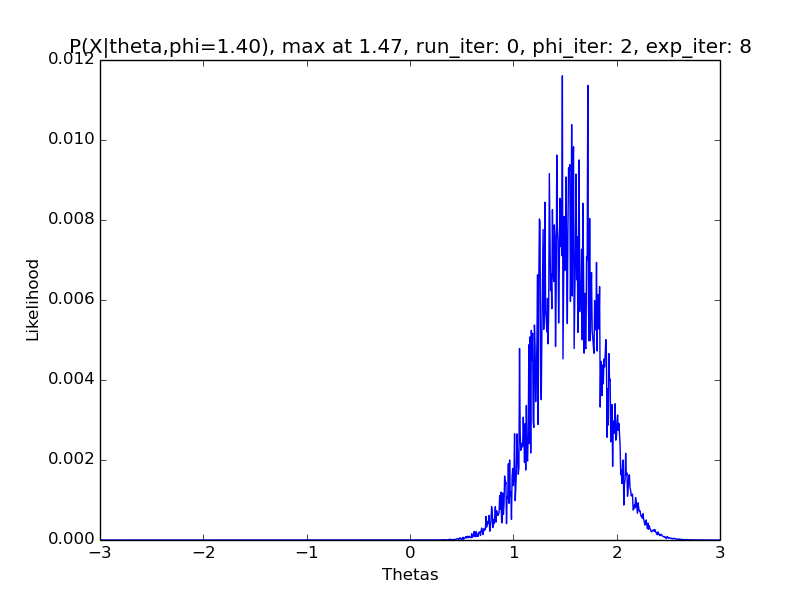 P(X|theta,phi=1.40), max at 1.47, run_iter: 0, phi_iter: 2, exp_iter: 8
0.012
0.010
0.008
0.006
0.004
0.002
0.000
Likelihood
−3 −2 −1 0 1 2 3
Thetas